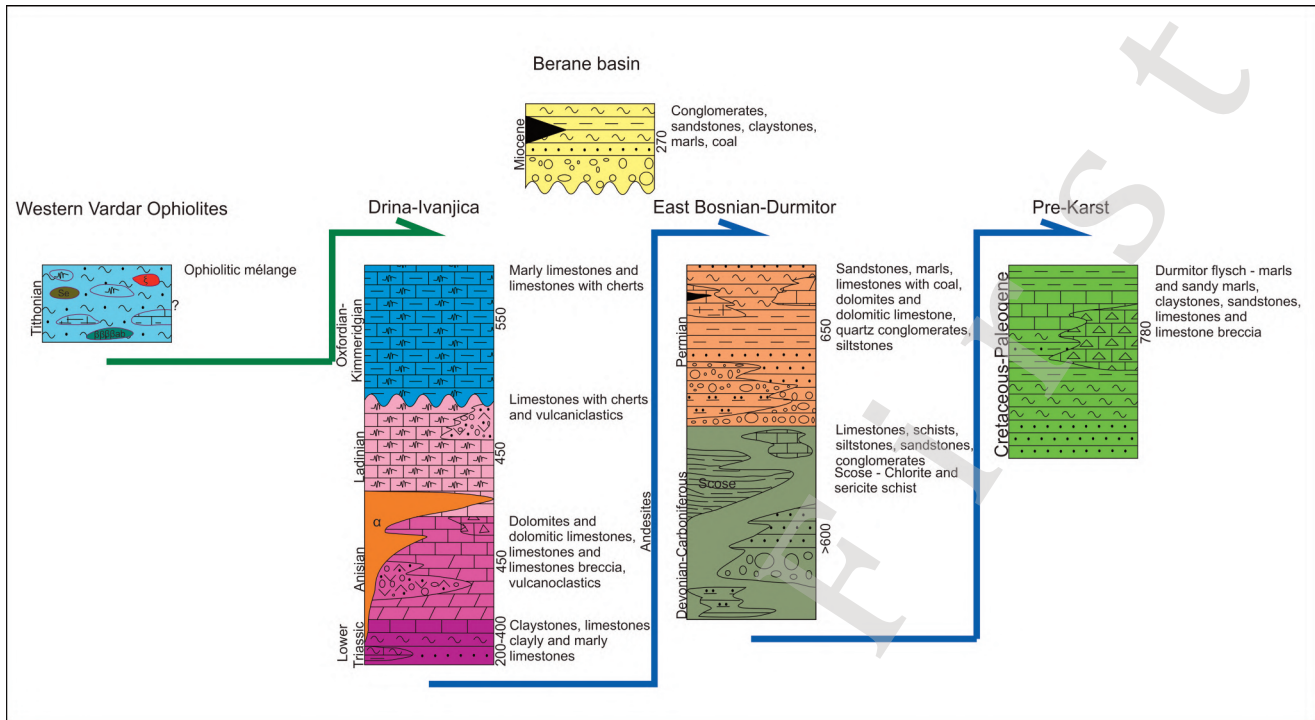 Berane basin
Miocene
270
Conglomerates,
sandstones, claystones,
marls, coal
Western Vardar Ophiolites
Tithonian
Se
ξ
βββαb
?
Ophiolitic mélange
Drina-Ivanjica
Oxfordian-
Kimmeridgian
550
Marly limestones and
limestones with cherts
Ladinian
450
Limestones with cherts
and vulcaniclastics
α
Anisian
450
Dolomites and
dolomitic limestones,
limestones and
limestones breccia,
vulcanoclastics
Lower
Triassic
200-400
Claystones, limestones
clayly and marly
limestones
Andesites
East Bosnian-Durmitor
Permian
650
Sandstones, marls,
limestones with coal,
dolomites and
dolomitic limestone,
quartz conglomerates,
siltstones
Devonian-Carboniferous
Scose
>600
Limestones, schists,
siltstones, sandstones,
conglomerates
Scose - Chlorite and
sericite schist
Pre-Karst
Cretaceous-Paleogene
780
Durmitor flysch - marls
and sandy marls,
claystones, sandstones,
limestones and
limestone breccia
First